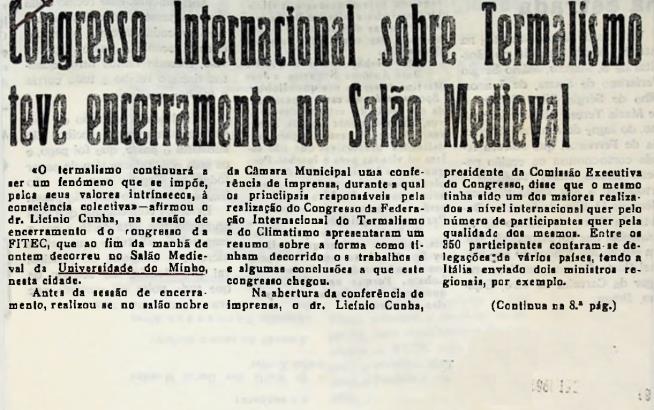 Congresso Internacional sobre Termalismo
teve encerramento no Salão Medieval
«O termalismo continuará a
ser um fenómeno que se impõe,
pelos seus valores intrínsecos, à
consciência colectiva»—afirmou o
dr. Licínio Cunha, na sessão de
encerramento do congresso da
FITEC, que ao fim da manhã de
ontem decorreu no Salão Medie-
val da Universidade do Minho,
nesta cidade.
Antes da sessão de encerra-
mento, realizou se no salão nobre
da Câmara Municipal uma confe-
rência de imprensa, durante a qual
os principiais responsáveis pela
realização do Congresso da Federa-
ção Internacional do Termalismo
e do Climatismo apresentaram um
resumo sobre a forma como ti-
nham decorrido os trabalhos e
e algumas conclusões a que este
congresso chegou.
Na abertura da conferência de
imprensa, o dr. Licínio Cunha,
presidente da Comissão Executiva
do Congresso, disse que o mesmo
tinha sido um dos maiores realiza-
dos a nível internacional quer pelo
número de participantes quer pela
qualidade dos mesmos. Entre os
350 participantes contaram se de-
legações de vários países, tendo a
Itália enviado dois ministros re-
gionais, por exemplo.
(Continua na 8.ª pág.)